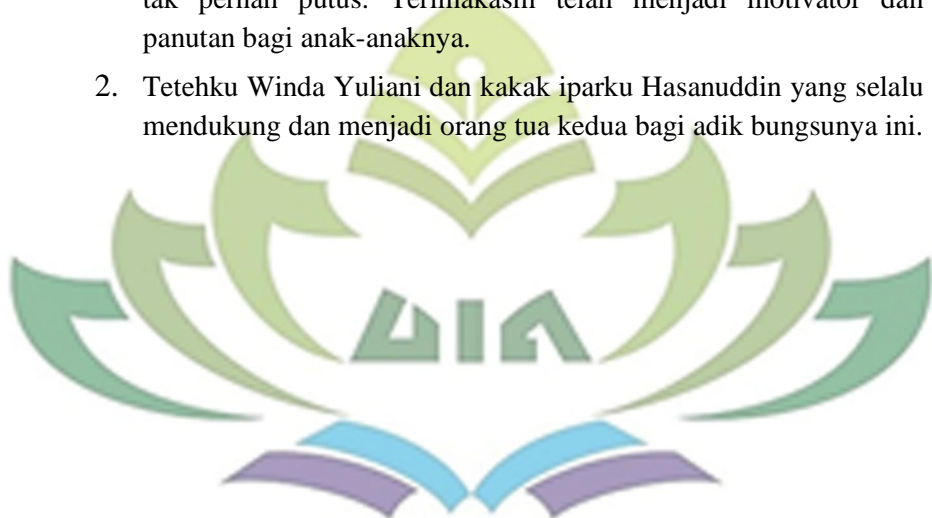 tak pernah putus. Terimakasih telah menjadi motivator dan
panutan bagi anak-anaknya.
2. Tetehku Winda Yuliani dan kakak iparku Hasanuddin yang selalu
mendukung dan menjadi orang tua kedua bagi adik bungsunya ini.
UIN